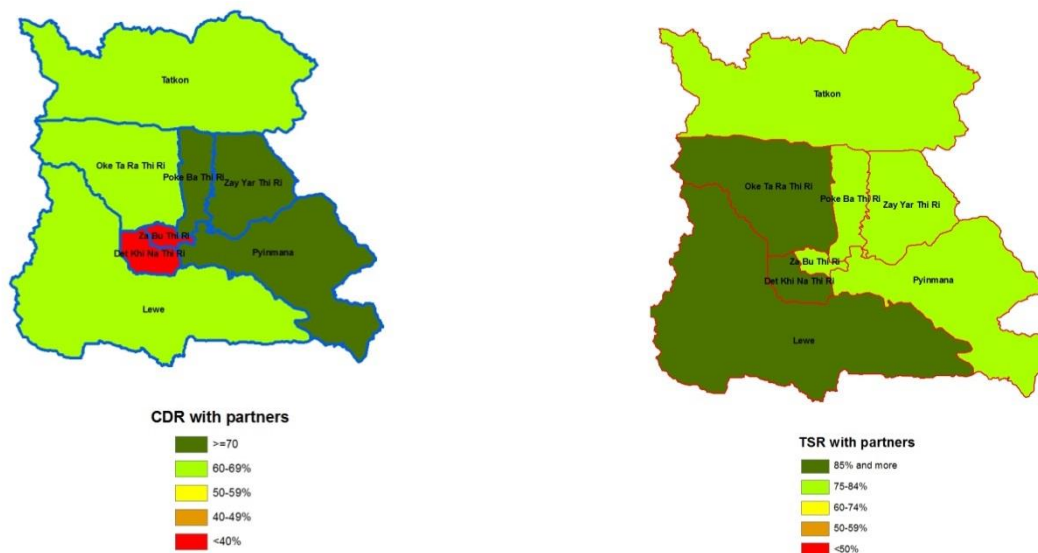 Tatkon
Oke Ta Ra Thi Ri
Poke Ba Thi Ri
Zay Yar Thi Ri
Za Bu Thi Ri
Det Khi Na Thi Ri
Pyinmana
Lewe
CDR with partners
>=70
60-69%
50-59%
40-49%
<40%
Tatkon
Oke Ta Ra Thi Ri
Poke Ba Thi Ri
Zay Yar Thi Ri
Za Bu Thi Ri
Det Khi Na Thi Ri
Pyinmana
Lewe
TSR with partners
85% and more
75-84%
60-74%
50-59%
<50%